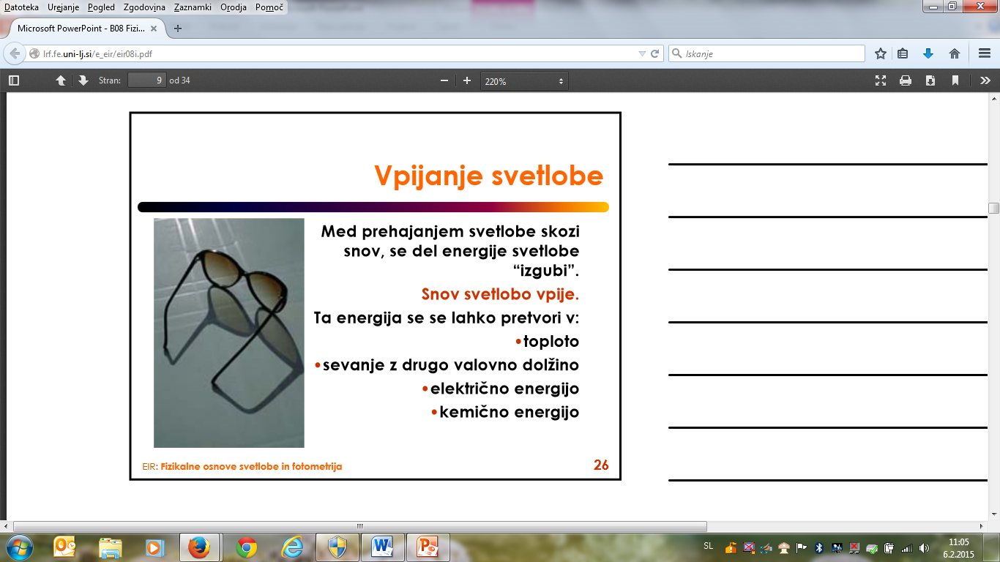 Datoteka Urejanje Pogled Zgodovina Zaznamki Orodja Pomoč
Microsoft PowerPoint - B08 Fizi...
lrf.fe.uni-lj.si/e_eir/eir08i.pdf
Iskanje
Stran: 9 od 34
220%
Vpijanje svetlobe
Med prehajanjem svetlobe skozi
snov, se del energije svetlobe
“izgubi”.
Snov svetlobo vpije.
Ta energija se se lahko pretvori v:
•toploto
•sevanje z drugo valovno dolžino
•električno energijo
•kemično energijo
EIR: Fizikalne osnove svetlobe in fotometrija
26
SL
11:05
6.2.2015